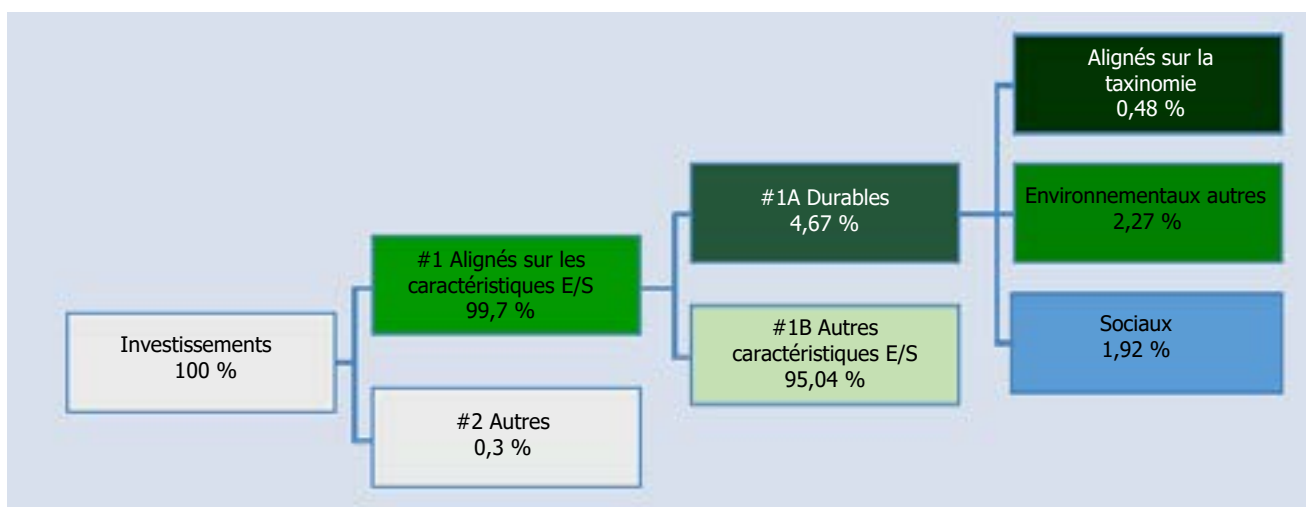 Investissements
100 %
#1 Alignés sur les
caractéristiques E/S
99,7 %
#2 Autres
0,3 %
#1A Durables
4,67 %
#1B Autres
caractéristiques E/S
95,04 %
Alignés sur la
taxinomie
0,48 %
Environnementaux autres
2,27 %
Sociaux
1,92 %